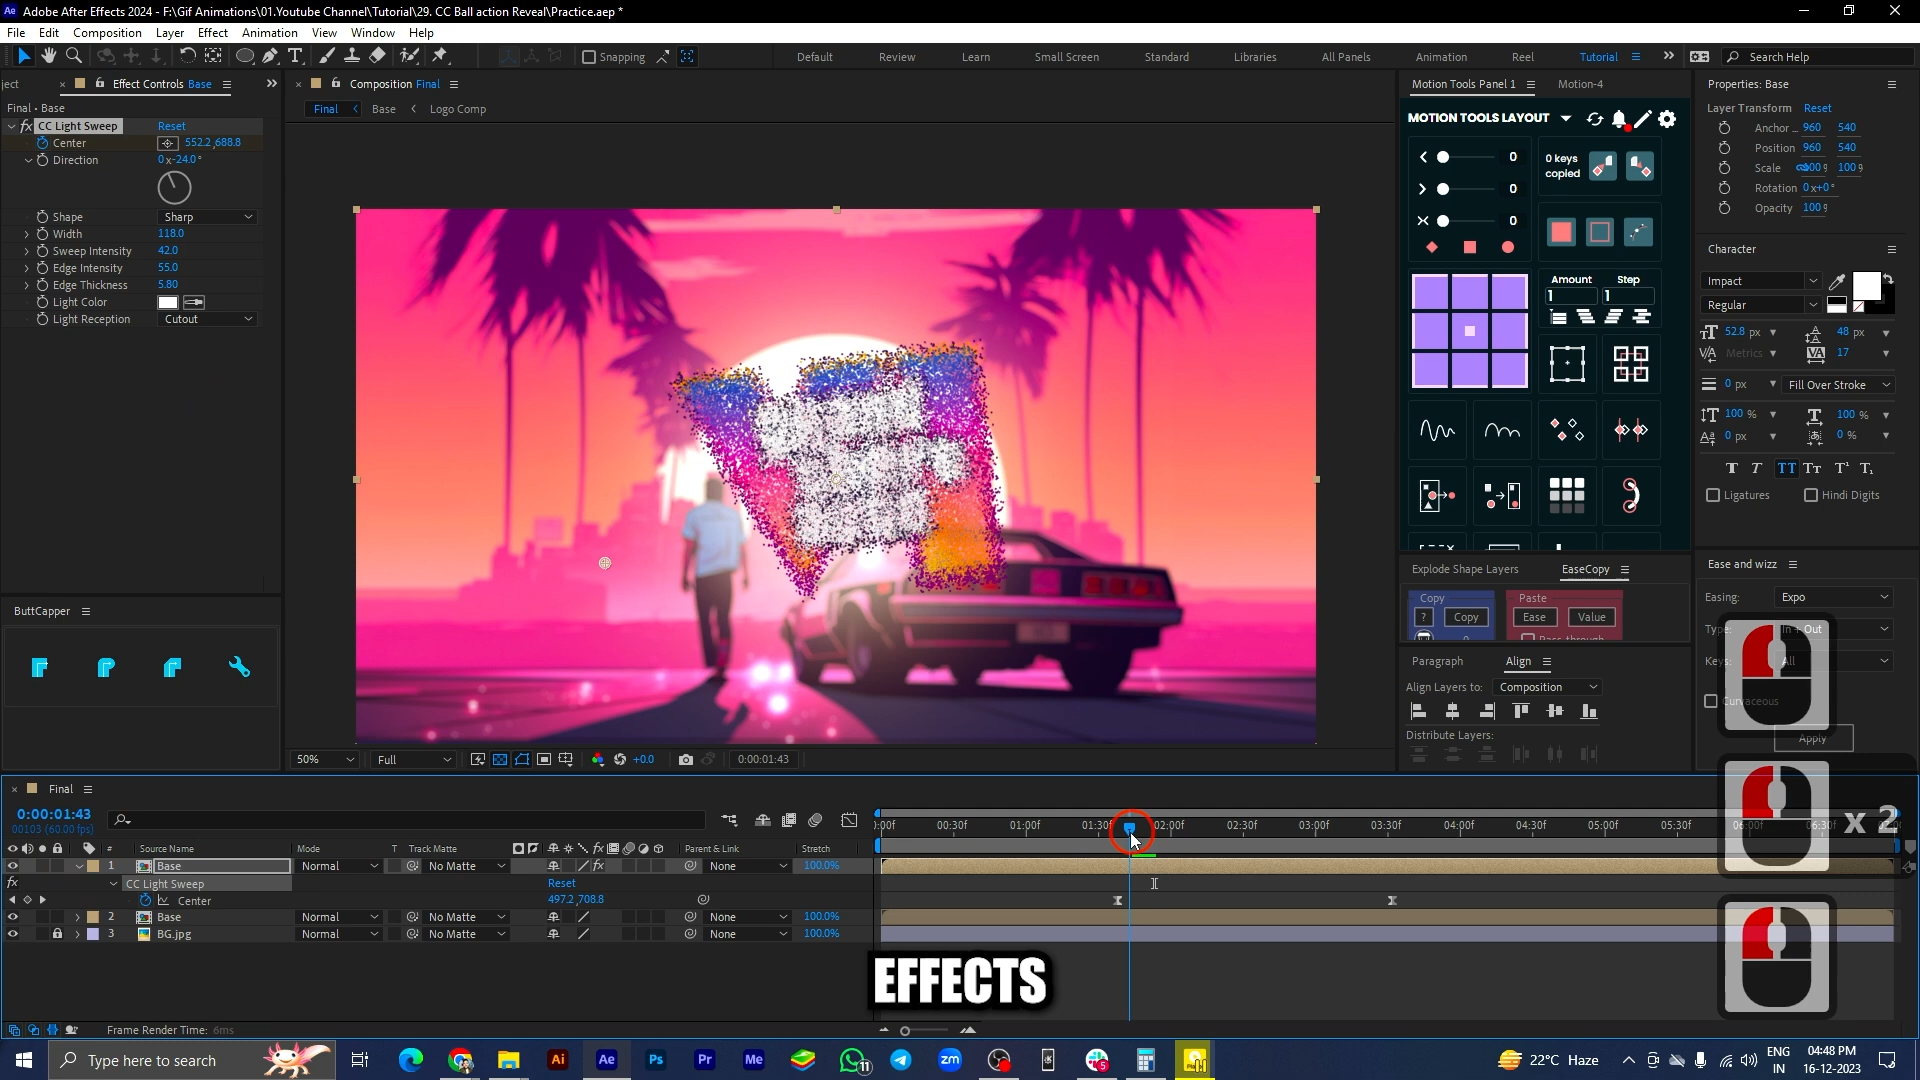 Adobe After Effects 2024 - F:\Gif Animations\01.Youtube Channel\Tutorial\29. CC Ball action Reveal\Practice.aep *
File Edit Composition Layer Effect Animation View Window Help
Snapping Default Review Learn Small Screen Standard Libraries All Panels Animation Reel Tutorial Search Help
ject Effect Controls Base
Final • Base
fx CC Light Sweep Reset
Center 552.2,688.8
Direction 0x-24.0°
Shape Sharp
Width 118.0
Sweep Intensity 42.0
Edge Intensity 55.0
Edge Thickness 5.80
Light Color
Light Reception Cutout
ButtCapper
Composition Final
Final Base Logo Comp
50% Full +0.0 0:00:01:43
Motion Tools Panel 1 Motion-4
MOTION TOOLS LAYOUT
0
0
0
0 keys
copied
Amount Step
1 1
Explode Shape Layers EaseCopy
Copy Paste
? Copy Ease Value
Paragraph Align
Align Layers to: Composition
Distribute Layers:
Properties: Base
Layer Transform Reset
Anchor .. 960 540
Position 960 540
Scale 100 100
Rotation 0x+0°
Opacity 100
Character
Impact
Regular
52.8 px 48 px
Metrics 17
0 px Fill Over Stroke
100 % 100 %
0 px 0 %
Ligatures Hindi Digits
Ease and wizz
Easing: Expo
Type: In + Out
Keys: All
Curvaceous
Apply
x 2
Final
0:00:01:43
00103 (60.00 fps)
# Source Name Mode T Track Matte Parent & Link Stretch
1 Base Normal No Matte None 100.0%
fx CC Light Sweep Reset
Center 497.2,708.8
2 Base Normal No Matte None 100.0%
3 BG.jpg Normal No Matte None 100.0%
:00f 00:30f 01:00f 01:30f 02:00f 02:30f 03:00f 03:30f 04:00f 04:30f 05:00f 05:30f 06:00f 06:30f
EFFECTS
Frame Render Time: 6ms
Type here to search
Ai Ae Ps Pr Me 11 zm 5
22°C Haze
ENG
IN
04:48 PM
16-12-2023